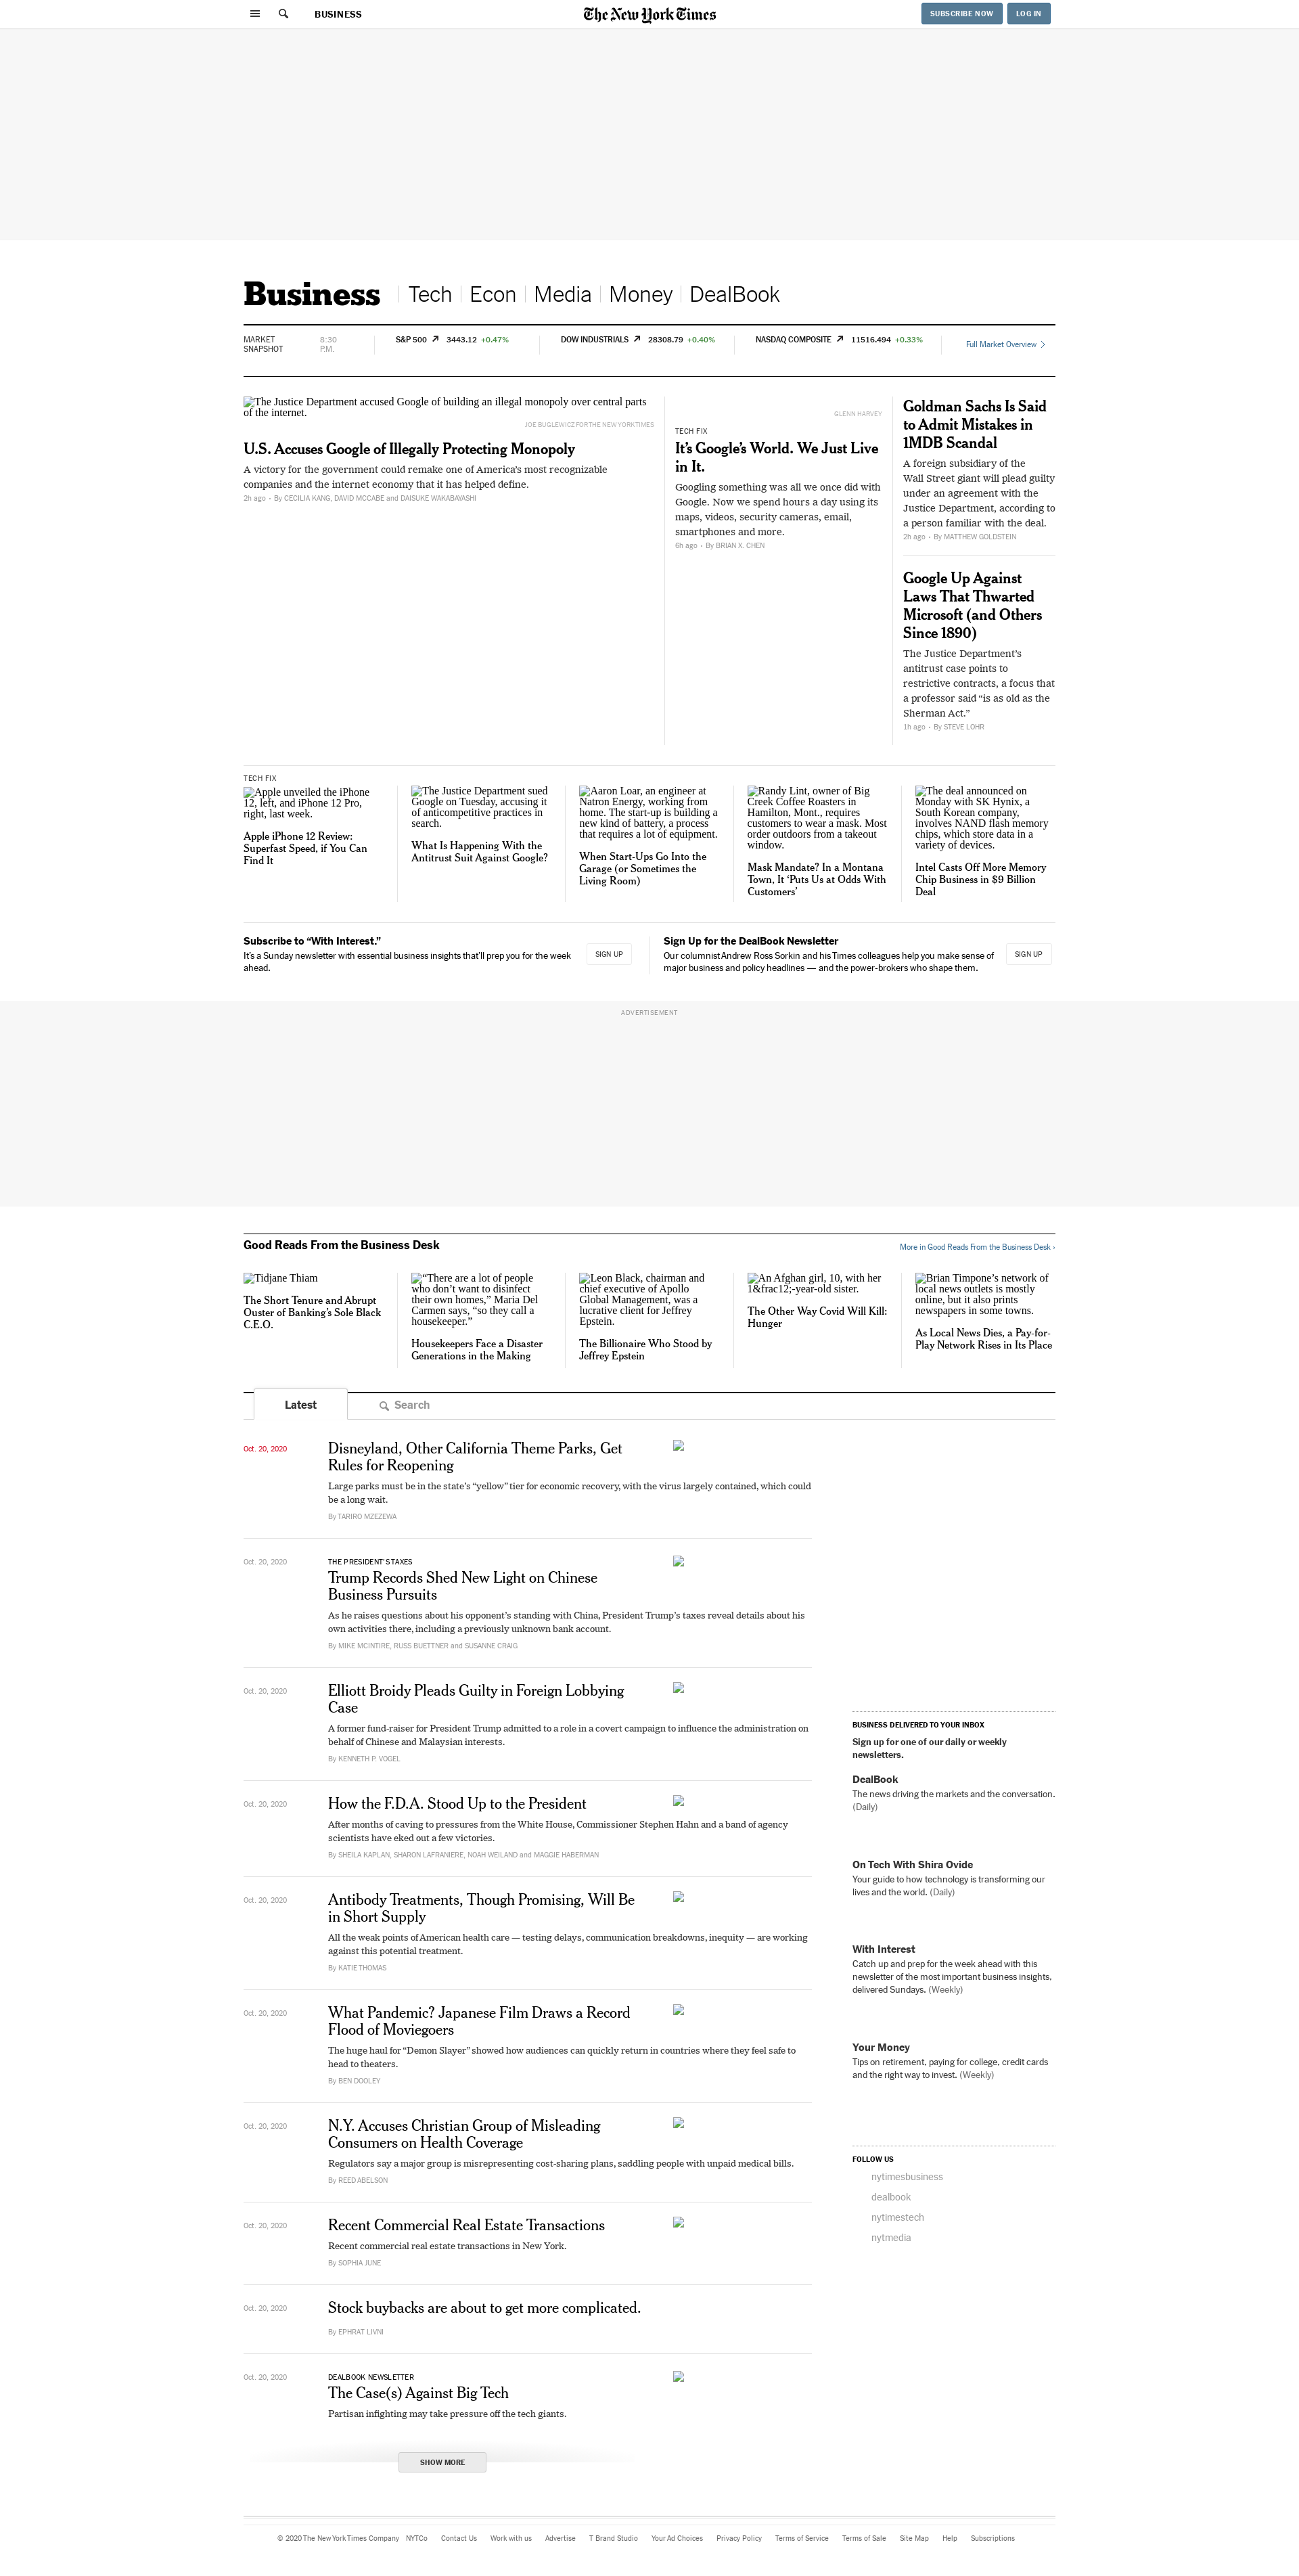 BUSINESS
The New York Times
SUBSCRIBE NOW
LOG IN
Business
Tech
Econ
Media
Money
DealBook
MARKET
SNAPSHOT
8:30
P.M.
S&P 500 3443.12 +0.47%
DOW INDUSTRIALS 28308.79 +0.40%
NASDAQ COMPOSITE 11516.494 +0.33%
Full Market Overview
The Justice Department accused Google of building an illegal monopoly over central parts
of the internet.
JOE BUGLEWICZ FOR THE NEW YORK TIMES
U.S. Accuses Google of Illegally Protecting Monopoly
A victory for the government could remake one of America's most recognizable
companies and the internet economy that it has helped define.
2h ago • By CECILIA KANG, DAVID MCCABE and DAISUKE WAKABAYASHI
GLENN HARVEY
TECH FIX
It's Google's World. We Just Live
in It.
Googling something was all we once did with
Google. Now we spend hours a day using its
maps, videos, security cameras, email,
smartphones and more.
6h ago • By BRIAN X. CHEN
Goldman Sachs Is Said
to Admit Mistakes in
1MDB Scandal
A foreign subsidiary of the
Wall Street giant will plead guilty
under an agreement with the
Justice Department, according to
a person familiar with the deal.
2h ago • By MATTHEW GOLDSTEIN
Google Up Against
Laws That Thwarted
Microsoft (and Others
Since 1890)
The Justice Department's
antitrust case points to
restrictive contracts, a focus that
a professor said “is as old as the
Sherman Act.”
1h ago • By STEVE LOHR
TECH FIX
Apple unveiled the iPhone
12, left, and iPhone 12 Pro,
right, last week.
Apple iPhone 12 Review:
Superfast Speed, if You Can
Find It
The Justice Department sued
Google on Tuesday, accusing it
of anticompetitive practices in
search.
What Is Happening With the
Antitrust Suit Against Google?
Aaron Loar, an engineer at
Natron Energy, working from
home. The start-up is building a
new kind of battery, a process
that requires a lot of equipment.
When Start-Ups Go Into the
Garage (or Sometimes the
Living Room)
Randy Lint, owner of Big
Creek Coffee Roasters in
Hamilton, Mont., requires
customers to wear a mask. Most
order outdoors from a takeout
window.
Mask Mandate? In a Montana
Town, It ‘Puts Us at Odds With
Customers’
The deal announced on
Monday with SK Hynix, a
South Korean company,
involves NAND flash memory
chips, which store data in a
variety of devices.
Intel Casts Off More Memory
Chip Business in $9 Billion
Deal
Subscribe to “With Interest.”
It's a Sunday newsletter with essential business insights that'll prep you for the week
ahead.
SIGN UP
Sign Up for the DealBook Newsletter
Our columnist Andrew Ross Sorkin and his Times colleagues help you make sense of
major business and policy headlines — and the power-brokers who shape them.
SIGN UP
ADVERTISEMENT
Good Reads From the Business Desk
More in Good Reads From the Business Desk ›
Tidjane Thiam
The Short Tenure and Abrupt
Ouster of Banking's Sole Black
C.E.O.
“There are a lot of people
who don't want to disinfect
their own homes,” Maria Del
Carmen says, “so they call a
housekeeper.”
Housekeepers Face a Disaster
Generations in the Making
Leon Black, chairman and
chief executive of Apollo
Global Management, was a
lucrative client for Jeffrey
Epstein.
The Billionaire Who Stood by
Jeffrey Epstein
An Afghan girl, 10, with her
1&frac12;-year-old sister.
The Other Way Covid Will Kill:
Hunger
Brian Timpone's network of
local news outlets is mostly
online, but it also prints
newspapers in some towns.
As Local News Dies, a Pay-for-
Play Network Rises in Its Place
Latest
Search
Oct. 20, 2020
Disneyland, Other California Theme Parks, Get
Rules for Reopening
Large parks must be in the state's “yellow” tier for economic recovery, with the virus largely contained, which could
be a long wait.
By TARIRO MZEZEWA
Oct. 20, 2020
THE PRESIDENT'S TAXES
Trump Records Shed New Light on Chinese
Business Pursuits
As he raises questions about his opponent's standing with China, President Trump's taxes reveal details about his
own activities there, including a previously unknown bank account.
By MIKE MCINTIRE, RUSS BUETTNER and SUSANNE CRAIG
Oct. 20, 2020
Elliott Broidy Pleads Guilty in Foreign Lobbying
Case
A former fund-raiser for President Trump admitted to a role in a covert campaign to influence the administration on
behalf of Chinese and Malaysian interests.
By KENNETH P. VOGEL
Oct. 20, 2020
How the F.D.A. Stood Up to the President
After months of caving to pressures from the White House, Commissioner Stephen Hahn and a band of agency
scientists have eked out a few victories.
By SHEILA KAPLAN, SHARON LAFRANIERE, NOAH WEILAND and MAGGIE HABERMAN
Oct. 20, 2020
Antibody Treatments, Though Promising, Will Be
in Short Supply
All the weak points of American health care — testing delays, communication breakdowns, inequity — are working
against this potential treatment.
By KATIE THOMAS
Oct. 20, 2020
What Pandemic? Japanese Film Draws a Record
Flood of Moviegoers
The huge haul for “Demon Slayer” showed how audiences can quickly return in countries where they feel safe to
head to theaters.
By BEN DOOLEY
Oct. 20, 2020
N.Y. Accuses Christian Group of Misleading
Consumers on Health Coverage
Regulators say a major group is misrepresenting cost-sharing plans, saddling people with unpaid medical bills.
By REED ABELSON
Oct. 20, 2020
Recent Commercial Real Estate Transactions
Recent commercial real estate transactions in New York.
By SOPHIA JUNE
Oct. 20, 2020
Stock buybacks are about to get more complicated.
By EPHRAT LIVNI
Oct. 20, 2020
DEALBOOK NEWSLETTER
The Case(s) Against Big Tech
Partisan infighting may take pressure off the tech giants.
SHOW MORE
BUSINESS DELIVERED TO YOUR INBOX
Sign up for one of our daily or weekly
newsletters.
DealBook
The news driving the markets and the conversation.
(Daily)
On Tech With Shira Ovide
Your guide to how technology is transforming our
lives and the world. (Daily)
With Interest
Catch up and prep for the week ahead with this
newsletter of the most important business insights,
delivered Sundays. (Weekly)
Your Money
Tips on retirement, paying for college, credit cards
and the right way to invest. (Weekly)
FOLLOW US
nytimesbusiness
dealbook
nytimestech
nytmedia
© 2020 The New York Times Company NYTCo Contact Us Work with us Advertise T Brand Studio Your Ad Choices Privacy Policy Terms of Service Terms of Sale Site Map Help Subscriptions